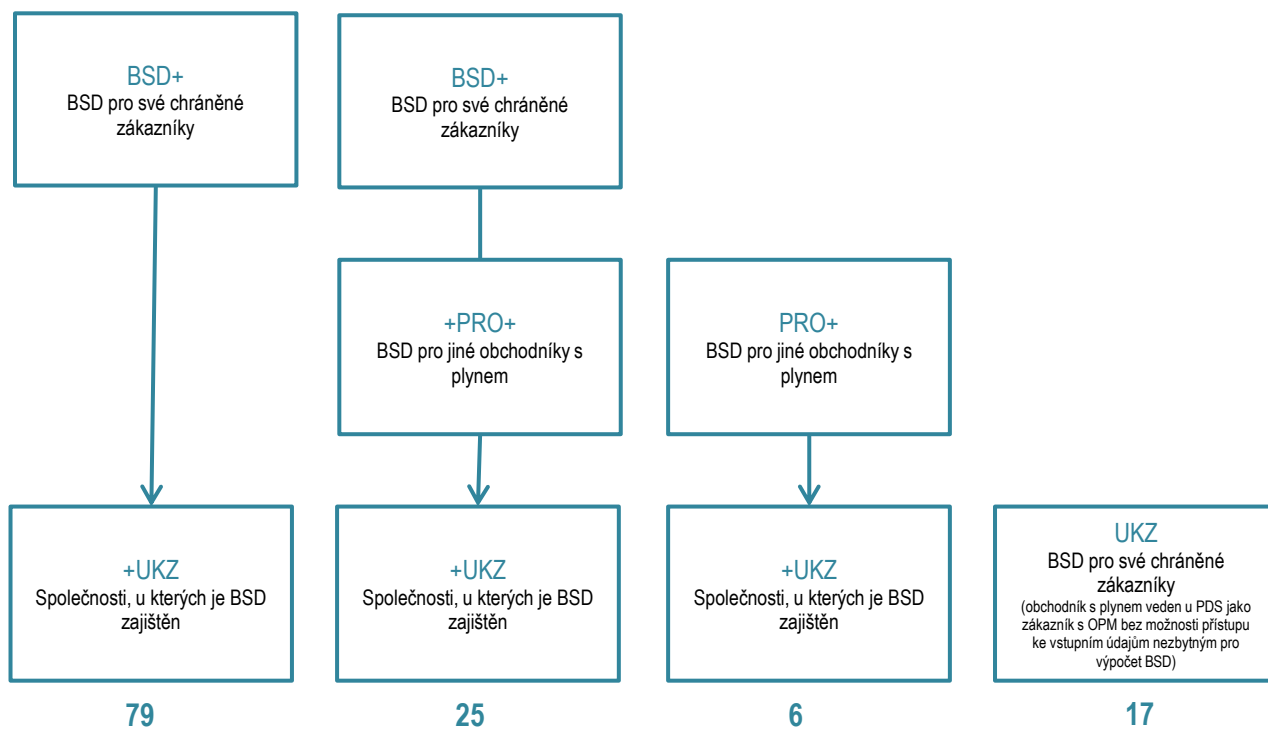 BSD+
BSD pro své chráněné
zákazníky
BSD+
BSD pro své chráněné
zákazníky
+PRO+
BSD pro jiné obchodníky s
plynem
PRO+
BSD pro jiné obchodníky s
plynem
+UKZ
Společnosti, u kterých je BSD
zajištěn
+UKZ
Společnosti, u kterých je BSD
zajištěn
+UKZ
Společnosti, u kterých je BSD
zajištěn
UKZ
BSD pro své chráněné
zákazníky
(obchodník s plynem veden u PDS jako
zákazník s OPM bez možnosti přístupu
ke vstupním údajům nezbytným pro
výpočet BSD)
79
25
6
17